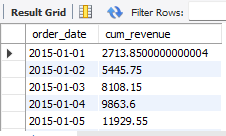 Result Grid Filter Rows:
order_date cum_revenue
2015-01-01 2713.8500000000004
2015-01-02 5445.75
2015-01-03 8108.15
2015-01-04 9863.6
2015-01-05 11929.55